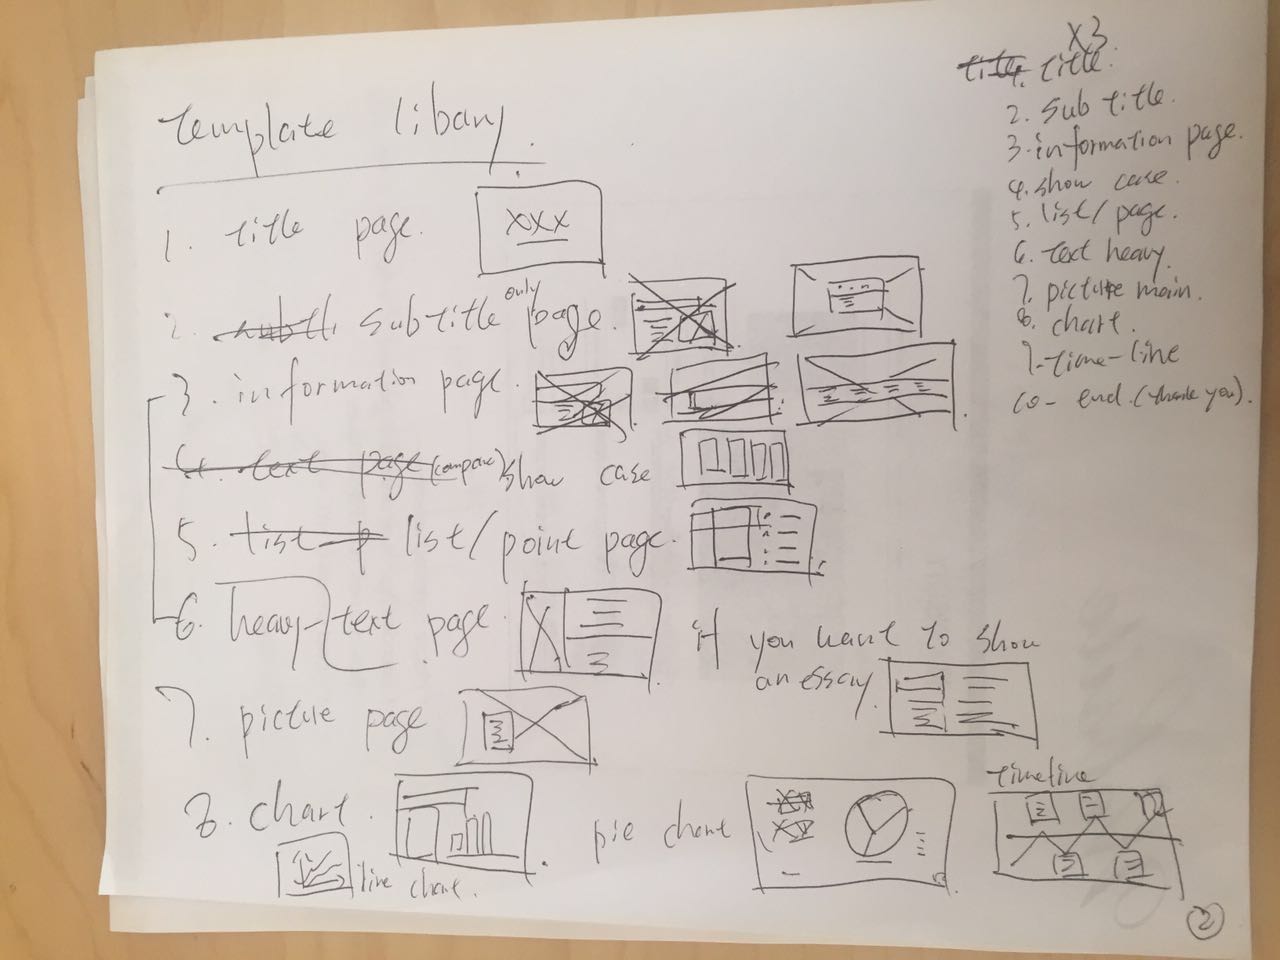 template libary.
1. title page.
XXX
2. subtitle only page.
3. information page.
4. text page (compare) show case
5. list p list/point page.
6. heavy-text page.
if you want to show
an essay.
7. picture page
8. chart.
line chart.
pie chart
timeline
X3
title 1. title.
2. sub title.
3. information page.
4. show case.
5. list/page.
6. text heavy.
7. picture main.
8. chart.
9. time-line
10- end. (thank you).
2